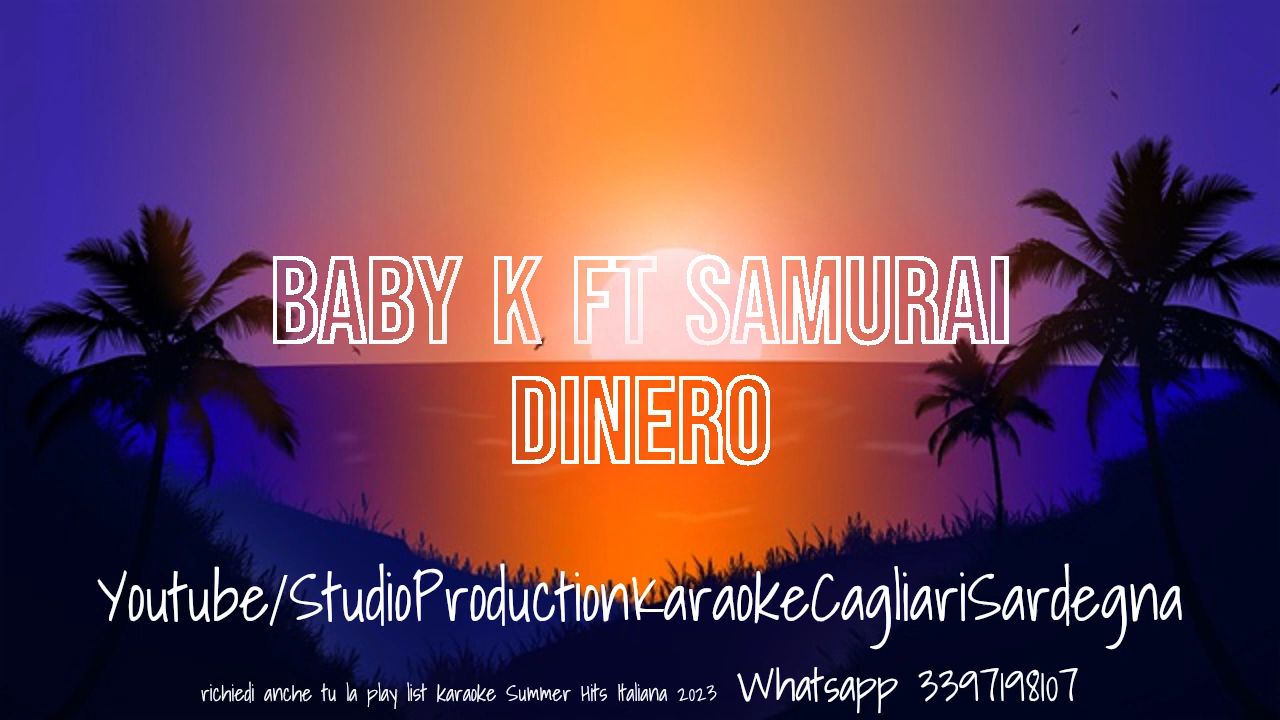 BABY K FT SAMURAI
DINERO
Youtube/StudioProductionKaraokeCagliariSardegna
richiedi anche tu la play list karaoke Summer Hits Italiana 2023 Whatsapp 3397198107